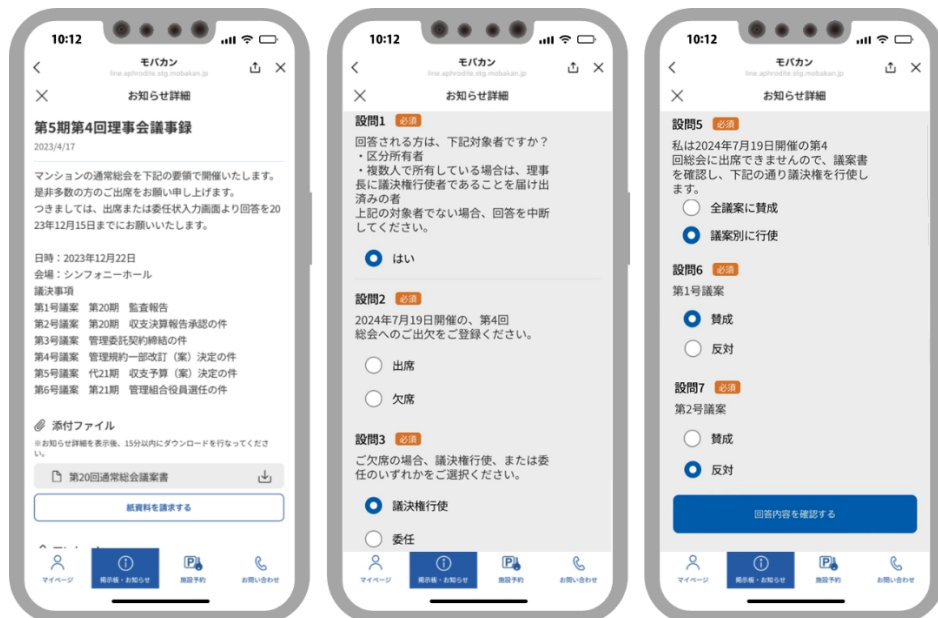 10:12
モバカン
line.aphrodite.stg.mobakan.jp
お知らせ詳細
第5期第4回理事会議事録
2023/4/17
マンションの通常総会を下記の要領で開催いたします。
是非多数の方のご出席をお願い申し上げます。
つきましては、出席または委任状入力画面より回答を20
23年12月15日までにお願いいたします。
日時：2023年12月22日
会場：シンフォニーホール
議決事項
第1号議案 第20期 監査報告
第2号議案 第20期 収支決算報告承認の件
第3号議案 管理委託契約締結の件
第4号議案 管理規約一部改訂（案）決定の件
第5号議案 代21期 収支予算（案）決定の件
第6号議案 第21期 管理組合役員選任の件
添付ファイル
※お知らせ詳細を表示後、15分以内にダウンロードを行なってくださ
い。
第20回通常総会議案書
紙資料を請求する
マイページ 掲示板・お知らせ 施設予約 お問い合わせ
10:12
モバカン
line.aphrodite.stg.mobakan.jp
お知らせ詳細
設問1 必須
回答される方は、下記対象者ですか？
・区分所有者
・複数人で所有している場合は、理事
長に議決権行使者であることを届け出
済みの者
上記の対象者でない場合、回答を中断
してください。
はい
設問2 必須
2024年7月19日開催の、第4回
総会へのご出欠をご登録ください。
出席
欠席
設問3 必須
ご欠席の場合、議決権行使、または委
任のいずれかをご選択ください。
議決権行使
委任
マイページ 掲示板・お知らせ 施設予約 お問い合わせ
10:12
モバカン
line.aphrodite.stg.mobakan.jp
お知らせ詳細
設問5 必須
私は2024年7月19日開催の第4
回総会に出席できませんので、議案書
を確認し、下記の通り議決権を行使し
ます。
全議案に賛成
議案別に行使
設問6 必須
第1号議案
賛成
反対
設問7 必須
第2号議案
賛成
反対
回答内容を確認する
マイページ 掲示板・お知らせ 施設予約 お問い合わせ